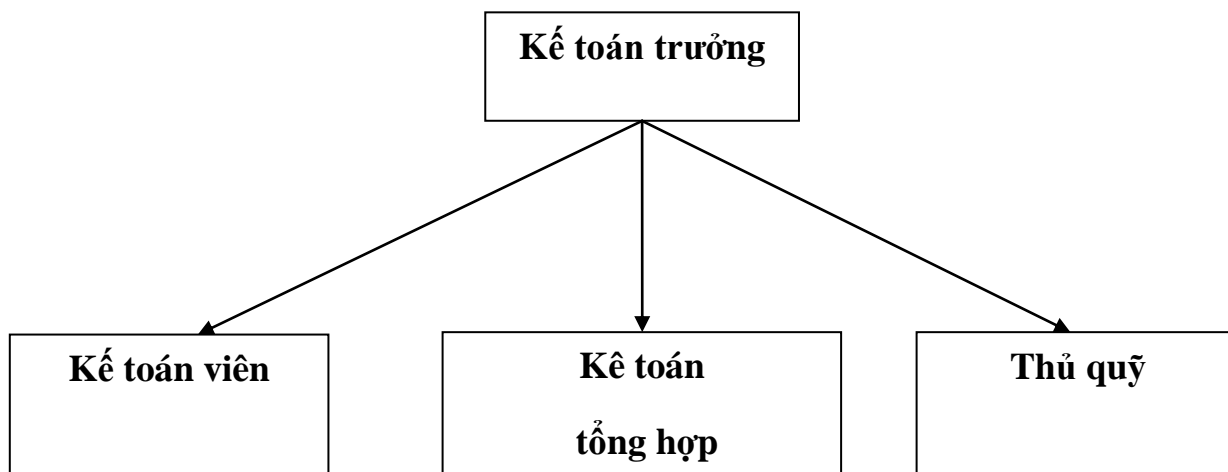 Kế toán trưởng
Kế toán viên
Kê toán
tổng hợp
Thủ quỹ